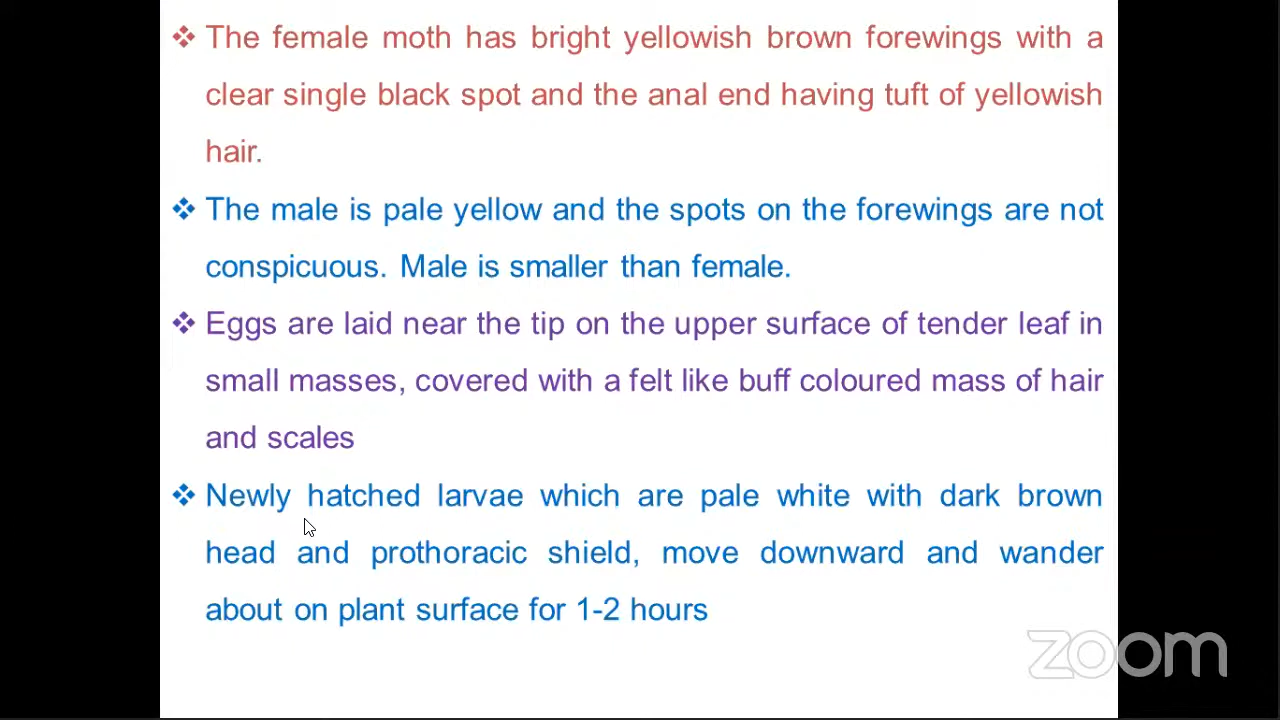 ❖ The female moth has bright yellowish brown forewings with a
clear single black spot and the anal end having tuft of yellowish
hair.
❖ The male is pale yellow and the spots on the forewings are not
conspicuous. Male is smaller than female.
❖ Eggs are laid near the tip on the upper surface of tender leaf in
small masses, covered with a felt like buff coloured mass of hair
and scales
❖ Newly hatched larvae which are pale white with dark brown
head and prothoracic shield, move downward and wander
about on plant surface for 1-2 hours
zoom